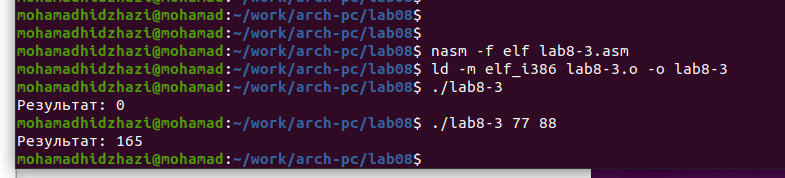 mohamadhidzhazi@mohamad:~/work/arch-pc/lab08$
mohamadhidzhazi@mohamad:~/work/arch-pc/lab08$
mohamadhidzhazi@mohamad:~/work/arch-pc/lab08$ nasm -f elf lab8-3.asm
mohamadhidzhazi@mohamad:~/work/arch-pc/lab08$ ld -m elf_i386 lab8-3.o -o lab8-3
mohamadhidzhazi@mohamad:~/work/arch-pc/lab08$ ./lab8-3
Результат: 0
mohamadhidzhazi@mohamad:~/work/arch-pc/lab08$ ./lab8-3 77 88
Результат: 165
mohamadhidzhazi@mohamad:~/work/arch-pc/lab08$